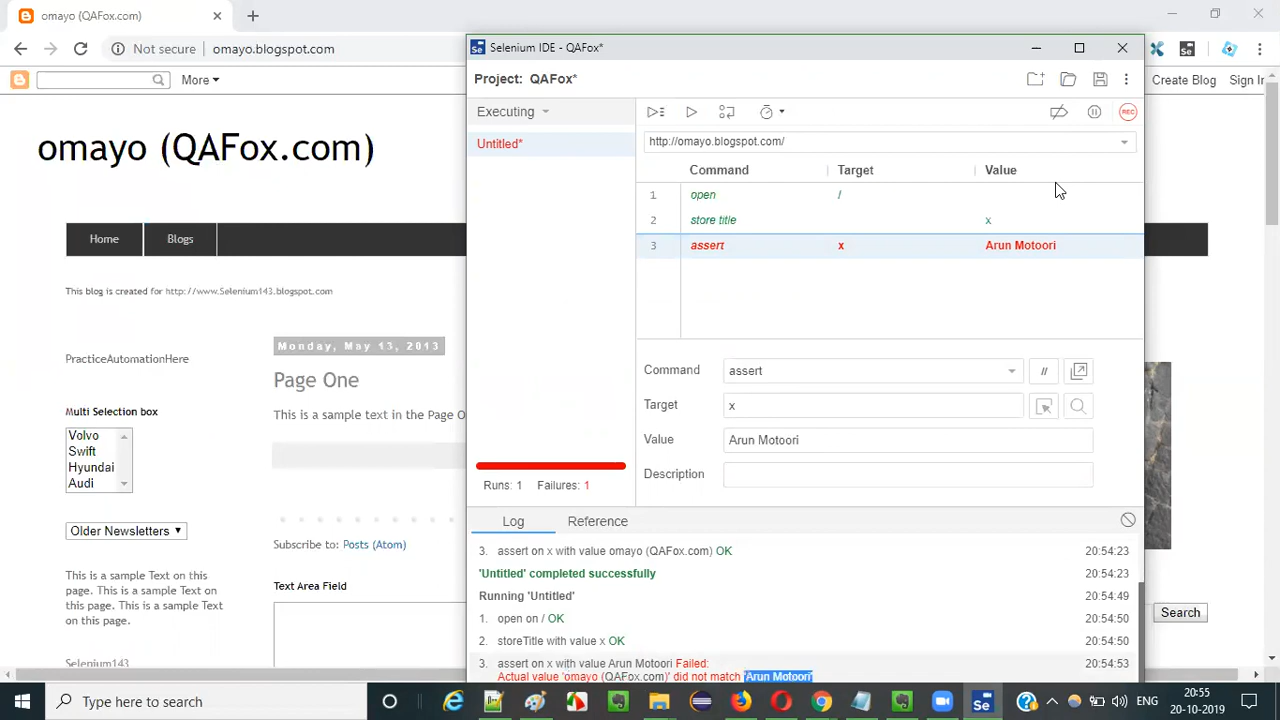 omayo (QAFox.com)
Not secure
omayo.blogspot.com
More
Create Blog
Sign In
omayo (QAFox.com)
Home
Blogs
This blog is created for http://www.Selenium143.blogspot.com
PracticeAutomationHere
Multi Selection box
Volvo
Swift
Hyundai
Audi
Older Newsletters
This is a sample Text on this
page. This is a sample Text on
this page. This is a sample Text
on this page.
Selenium143
Monday, May 13, 2013
Page One
This is a sample text in the Page O
Subscribe to: Posts (Atom)
Text Area Field
Search
Selenium IDE - QAFox*
Project: QAFox*
Executing
REC
Untitled*
http://omayo.blogspot.com/
Command Target Value
1 open /
2 store title x
3 assert x Arun Motoori
Command assert //
Target x
Value Arun Motoori
Description
Runs: 1 Failures: 1
Log Reference
3. assert on x with value omayo (QAFox.com) OK 20:54:23
'Untitled' completed successfully 20:54:23
Running 'Untitled' 20:54:49
1. open on / OK 20:54:50
2. storeTitle with value x OK 20:54:50
3. assert on x with value Arun Motoori Failed: 20:54:53
Actual value 'omayo (QAFox.com)' did not match 'Arun Motoori'
Type here to search
ENG
20:55
20-10-2019